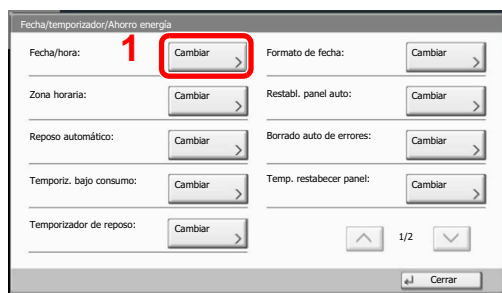 Fecha/temporizador/Ahorro energía
Fecha/hora: 1 Cambiar Formato de fecha: Cambiar
Zona horaria: Cambiar Restabl. panel auto: Cambiar
Reposo automático: Cambiar Borrado auto de errores: Cambiar
Temporiz. bajo consumo: Cambiar Temp. restabecer panel: Cambiar
Temporizador de reposo: Cambiar 1/2
Cerrar